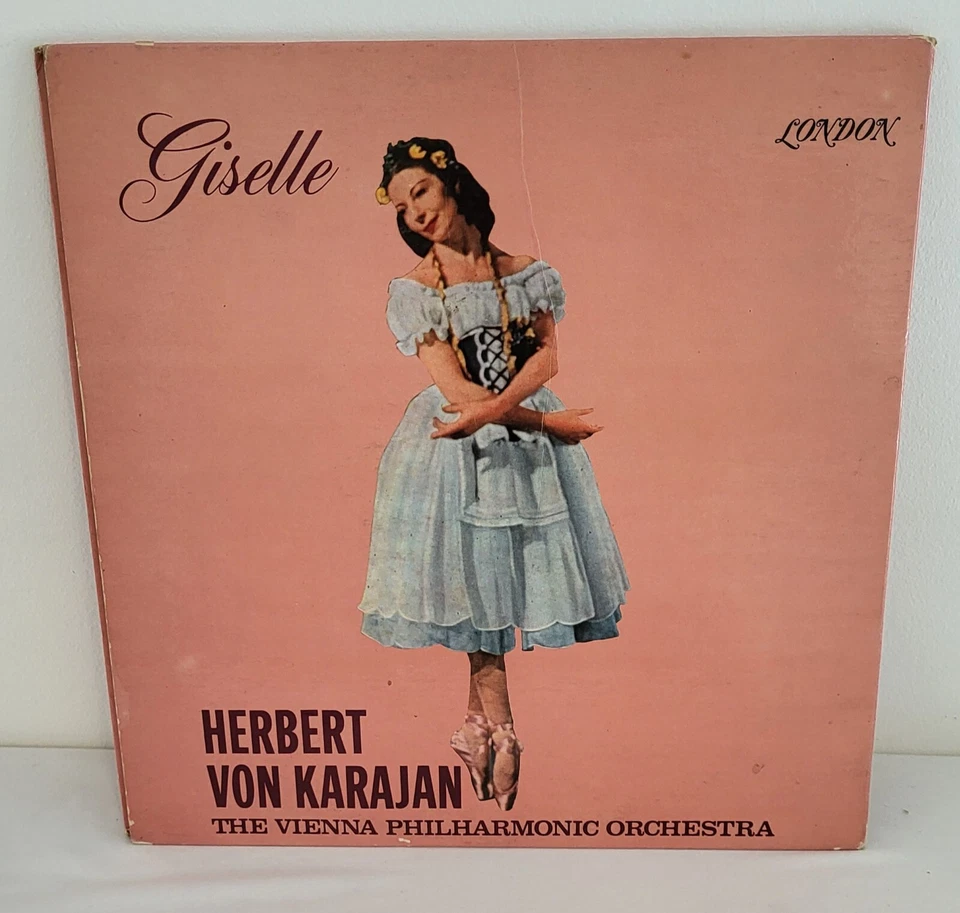 Giselle
LONDON
HERBERT
VON KARAJAN
THE VIENNA PHILHARMONIC ORCHESTRA